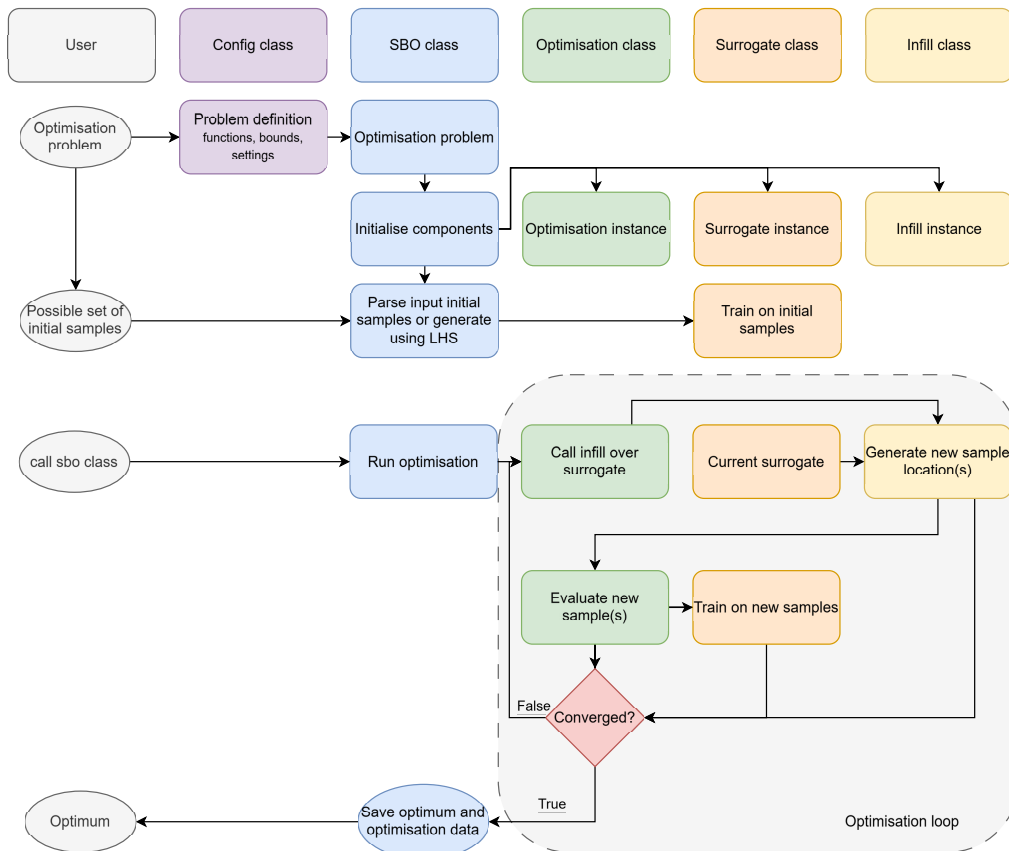 User
Config class
SBO class
Optimisation class
Surrogate class
Infill class
Optimisation
problem
Problem definition
functions, bounds,
settings
Optimisation problem
Initialise components
Optimisation instance
Surrogate instance
Infill instance
Possible set of
initial samples
Parse input initial
samples or generate
using LHS
Train on initial
samples
call sbo class
Run optimisation
Call infill over
surrogate
Current surrogate
Generate new sample
location(s)
Evaluate new
sample(s)
Train on new samples
False
Converged?
True
Optimum
Save optimum and
optimisation data
Optimisation loop